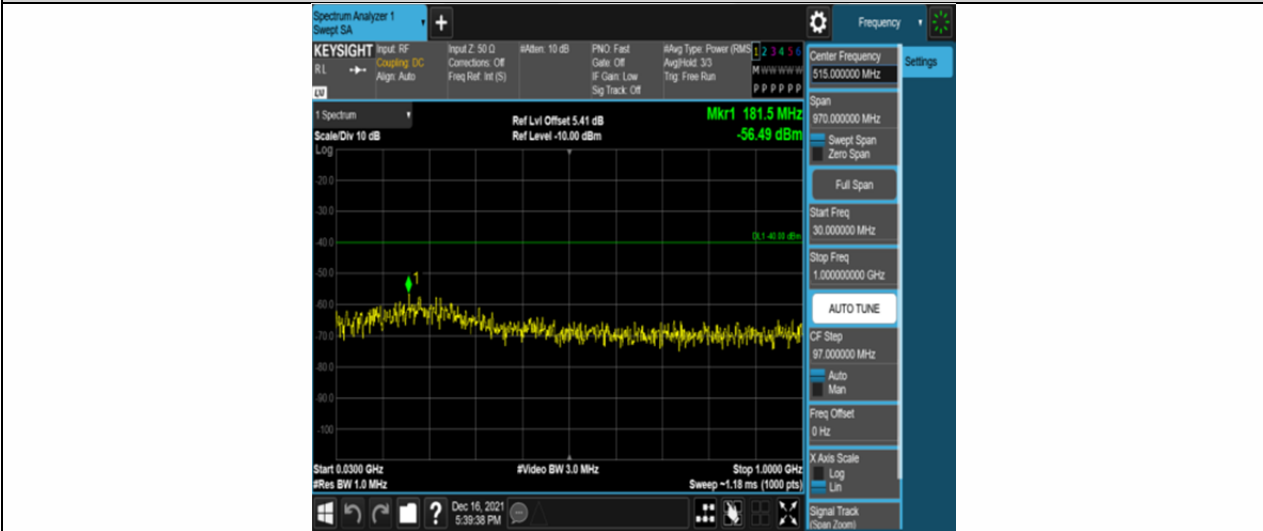 Spectrum Analyzer 1
Swept SA
+
Frequency
KEYSIGHT
RL
LV
Input: RF
Coupling: DC
Align: Auto
Input Z: 50 Ω
Corrections: Off
Freq Ref: Int (S)
#Atten: 10 dB
PNO: Fast
Gate: Off
IF Gain: Low
Sig Track: Off
#Avg Type: Power (RMS
Avg|Hold: 3/3
Trig: Free Run
1 2 3 4 5 6
M W W W W W
P P P P P P
Center Frequency
515.000000 MHz
Settings
Span
970.000000 MHz
Swept Span
Zero Span
Full Span
Start Freq
30.000000 MHz
Stop Freq
1.000000000 GHz
AUTO TUNE
CF Step
97.000000 MHz
Auto
Man
Freq Offset
0 Hz
X Axis Scale
Log
Lin
Signal Track
(Span Zoom)
1 Spectrum
Scale/Div 10 dB
Log
Ref Lvl Offset 5.41 dB
Ref Level -10.00 dBm
Mkr1 181.5 MHz
-56.49 dBm
-20.0
-30.0
-40.0
DL1 -40.00 dBm
-50.0
1
-60.0
-70.0
-80.0
-90.0
-100
Start 0.0300 GHz
#Video BW 3.0 MHz
Stop 1.0000 GHz
#Res BW 1.0 MHz
Sweep ~1.18 ms (1000 pts)
?
Dec 16, 2021
5:39:38 PM